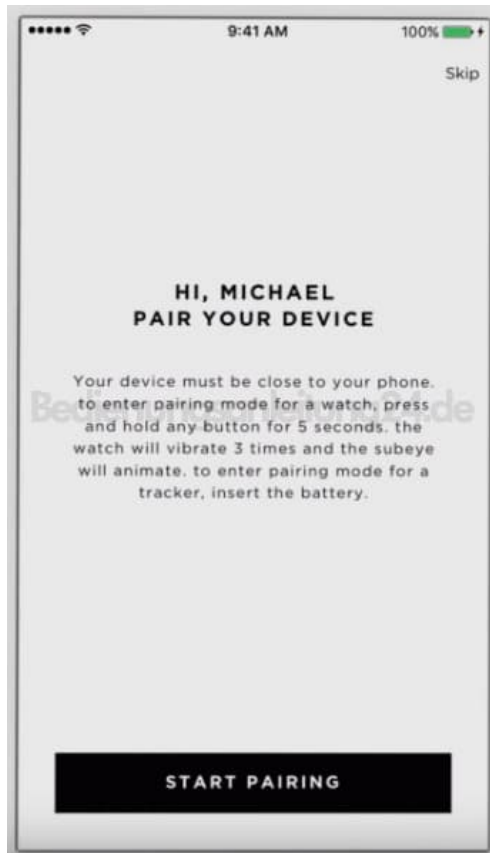 9:41 AM
100%
Skip
HI, MICHAEL
PAIR YOUR DEVICE
Your device must be close to your phone.
to enter pairing mode for a watch, press
and hold any button for 5 seconds. the
watch will vibrate 3 times and the subeye
will animate. to enter pairing mode for a
tracker, insert the battery.
Bedienungsanleitung24.de
START PAIRING